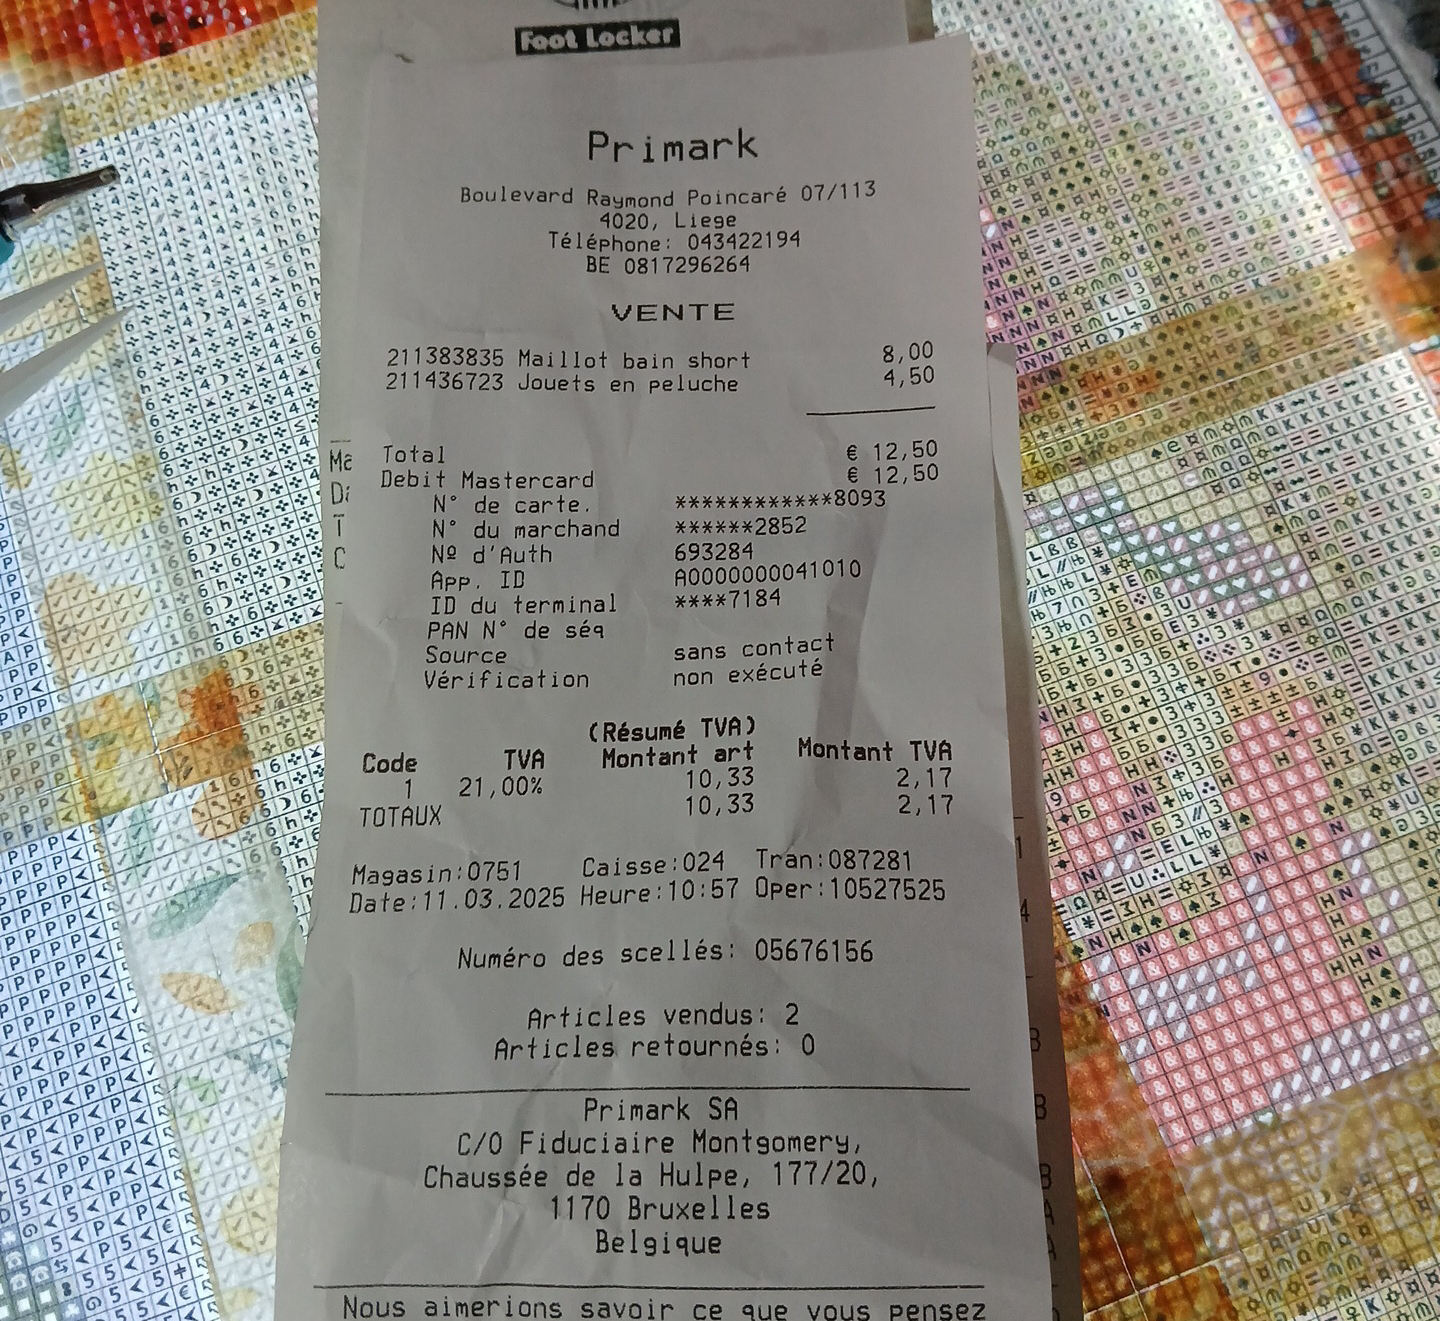 Foot Locker
Primark
Boulevard Raymond Poincaré 07/113
4020, Liege
Téléphone: 043422194
BE 0817296264
VENTE
211383835 Maillot bain short 8,00
211436723 Jouets en peluche 4,50
Total € 12,50
Debit Mastercard € 12,50
N° de carte. ************8093
N° du marchand ******2852
Nº d'Auth 693284
App. ID A0000000041010
ID du terminal ****7184
PAN N° de séq
Source sans contact
Vérification non exécuté
(Résumé TVA)
Code TVA Montant art Montant TVA
1 21,00% 10,33 2,17
TOTAUX 10,33 2,17
Magasin:0751 Caisse:024 Tran:087281
Date:11.03.2025 Heure:10:57 Oper:10527525
Numéro des scellés: 05676156
Articles vendus: 2
Articles retournés: 0
Primark SA
C/O Fiduciaire Montgomery,
Chaussée de la Hulpe, 177/20,
1170 Bruxelles
Belgique
Nous aimerions savoir ce que vous pensez